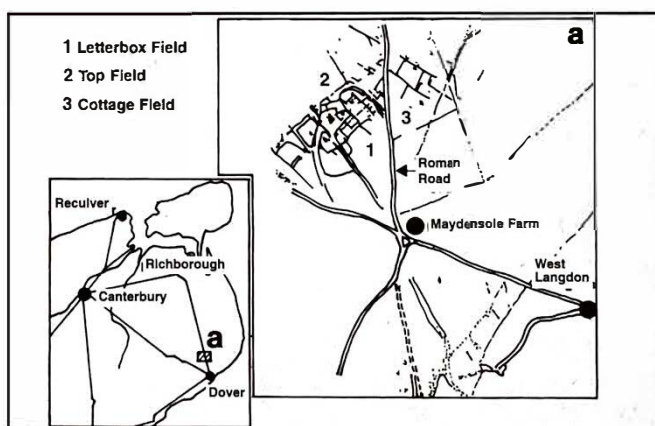 1 Letterbox Field
2 Top Field
3 Cottage Field
a
2
3
1
Roman
Road
Maydensole Farm
West
Langdon
Reculver
Richborough
Canterbury
a
Dover